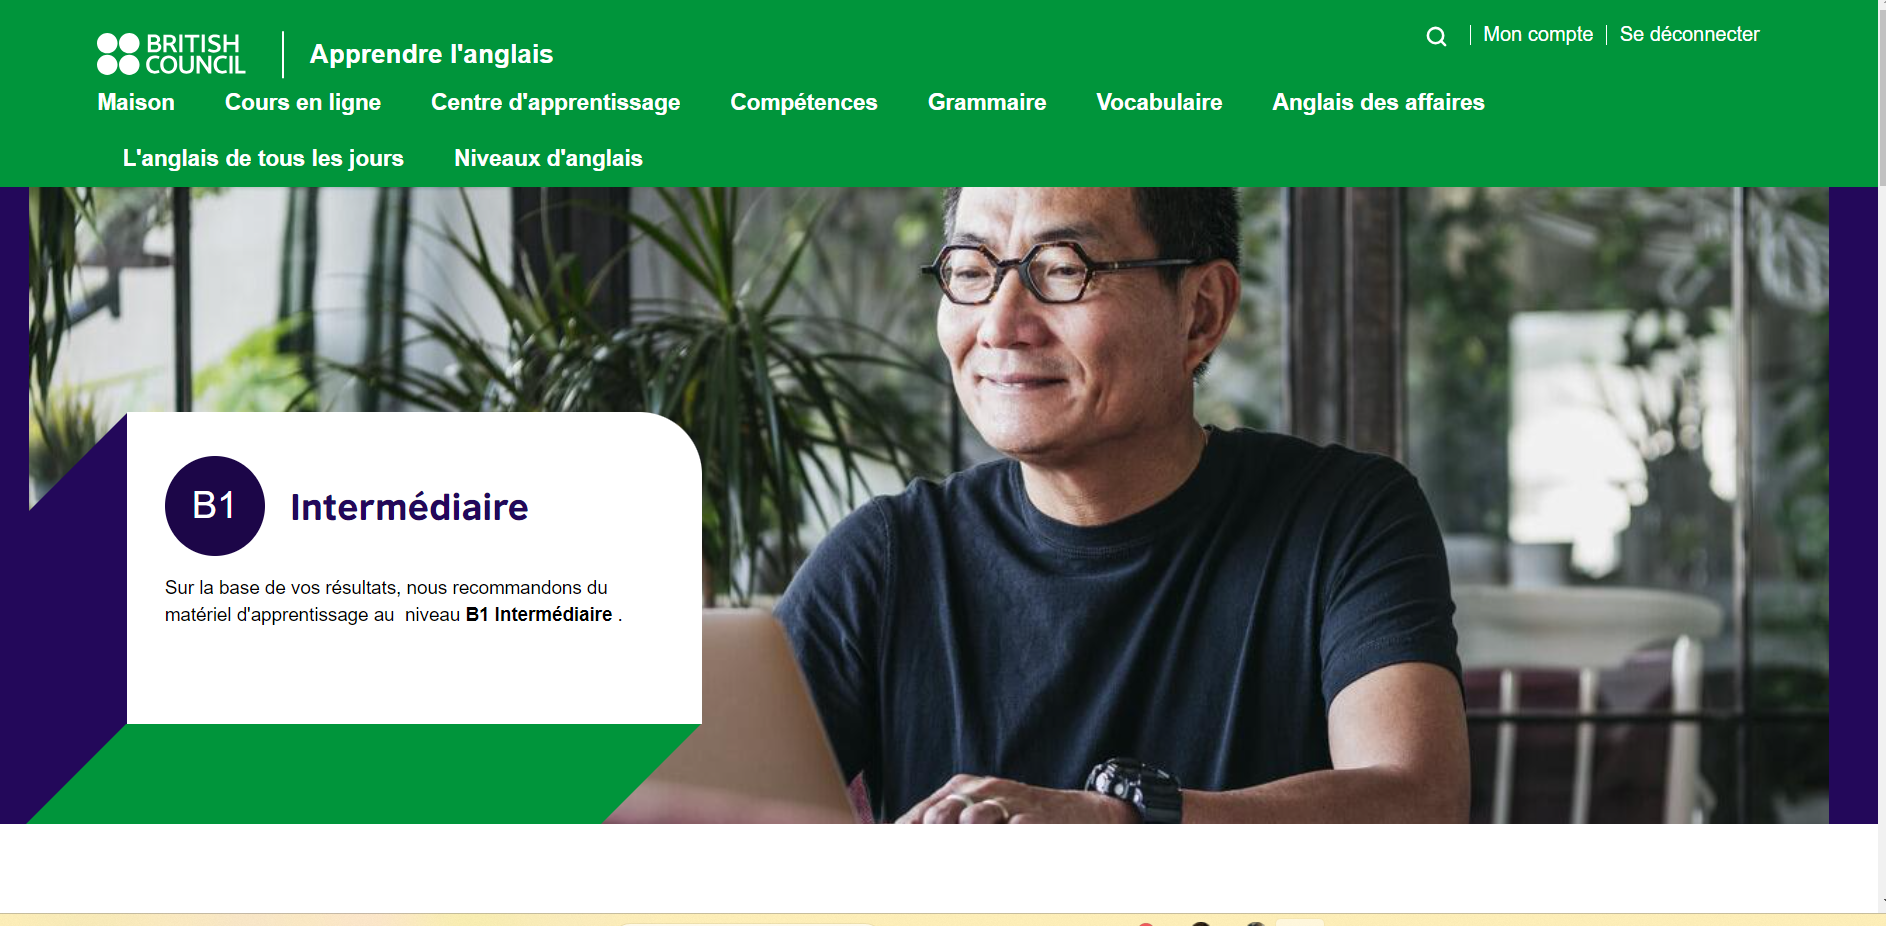 BRITISH
COUNCIL
Apprendre l'anglais
Mon compte
Se déconnecter
Maison
Cours en ligne
Centre d'apprentissage
Compétences
Grammaire
Vocabulaire
Anglais des affaires
L'anglais de tous les jours
Niveaux d'anglais
B1
Intermédiaire
Sur la base de vos résultats, nous recommandons du
matériel d'apprentissage au niveau B1 Intermédiaire .